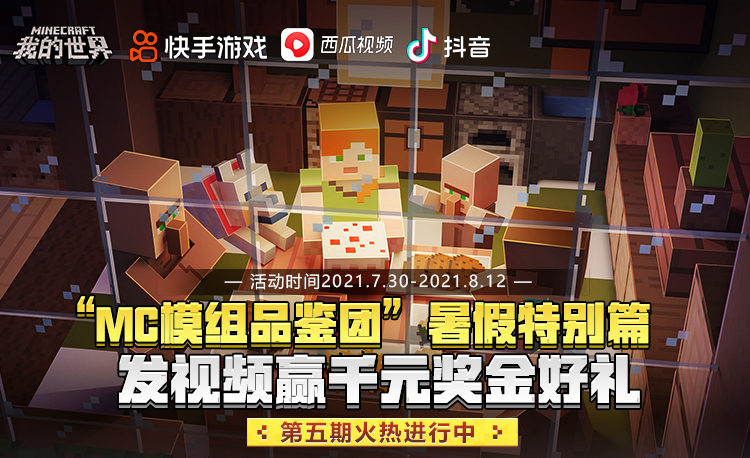 MINECRAFT
我的世界 快手游戏 西瓜视频 抖音
— 活动时间2021.7.30-2021.8.12 —
“MC模组品鉴团”暑假特别篇
发视频赢千元奖金好礼
第五期火热进行中